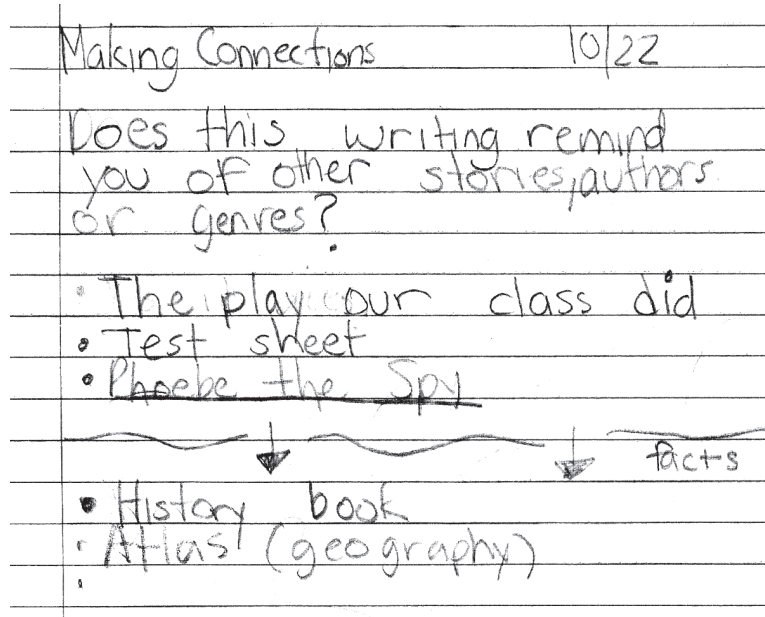 Making Connections 10/22
Does this writing remind
you of other stories, authors
or genres?
• The play our class did
• Test sheet
• Phoebe the Spy
facts
• History book
• Atlas (geography)
•